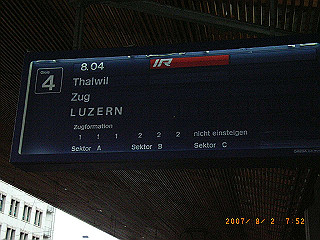 8.04 IR
Gleis
4
Thalwil
Zug
LUZERN
Zugformation
1 1 1 2 2 2 nicht einsteigen
Sektor A Sektor B Sektor C
2007/ 8/ 2 7:52